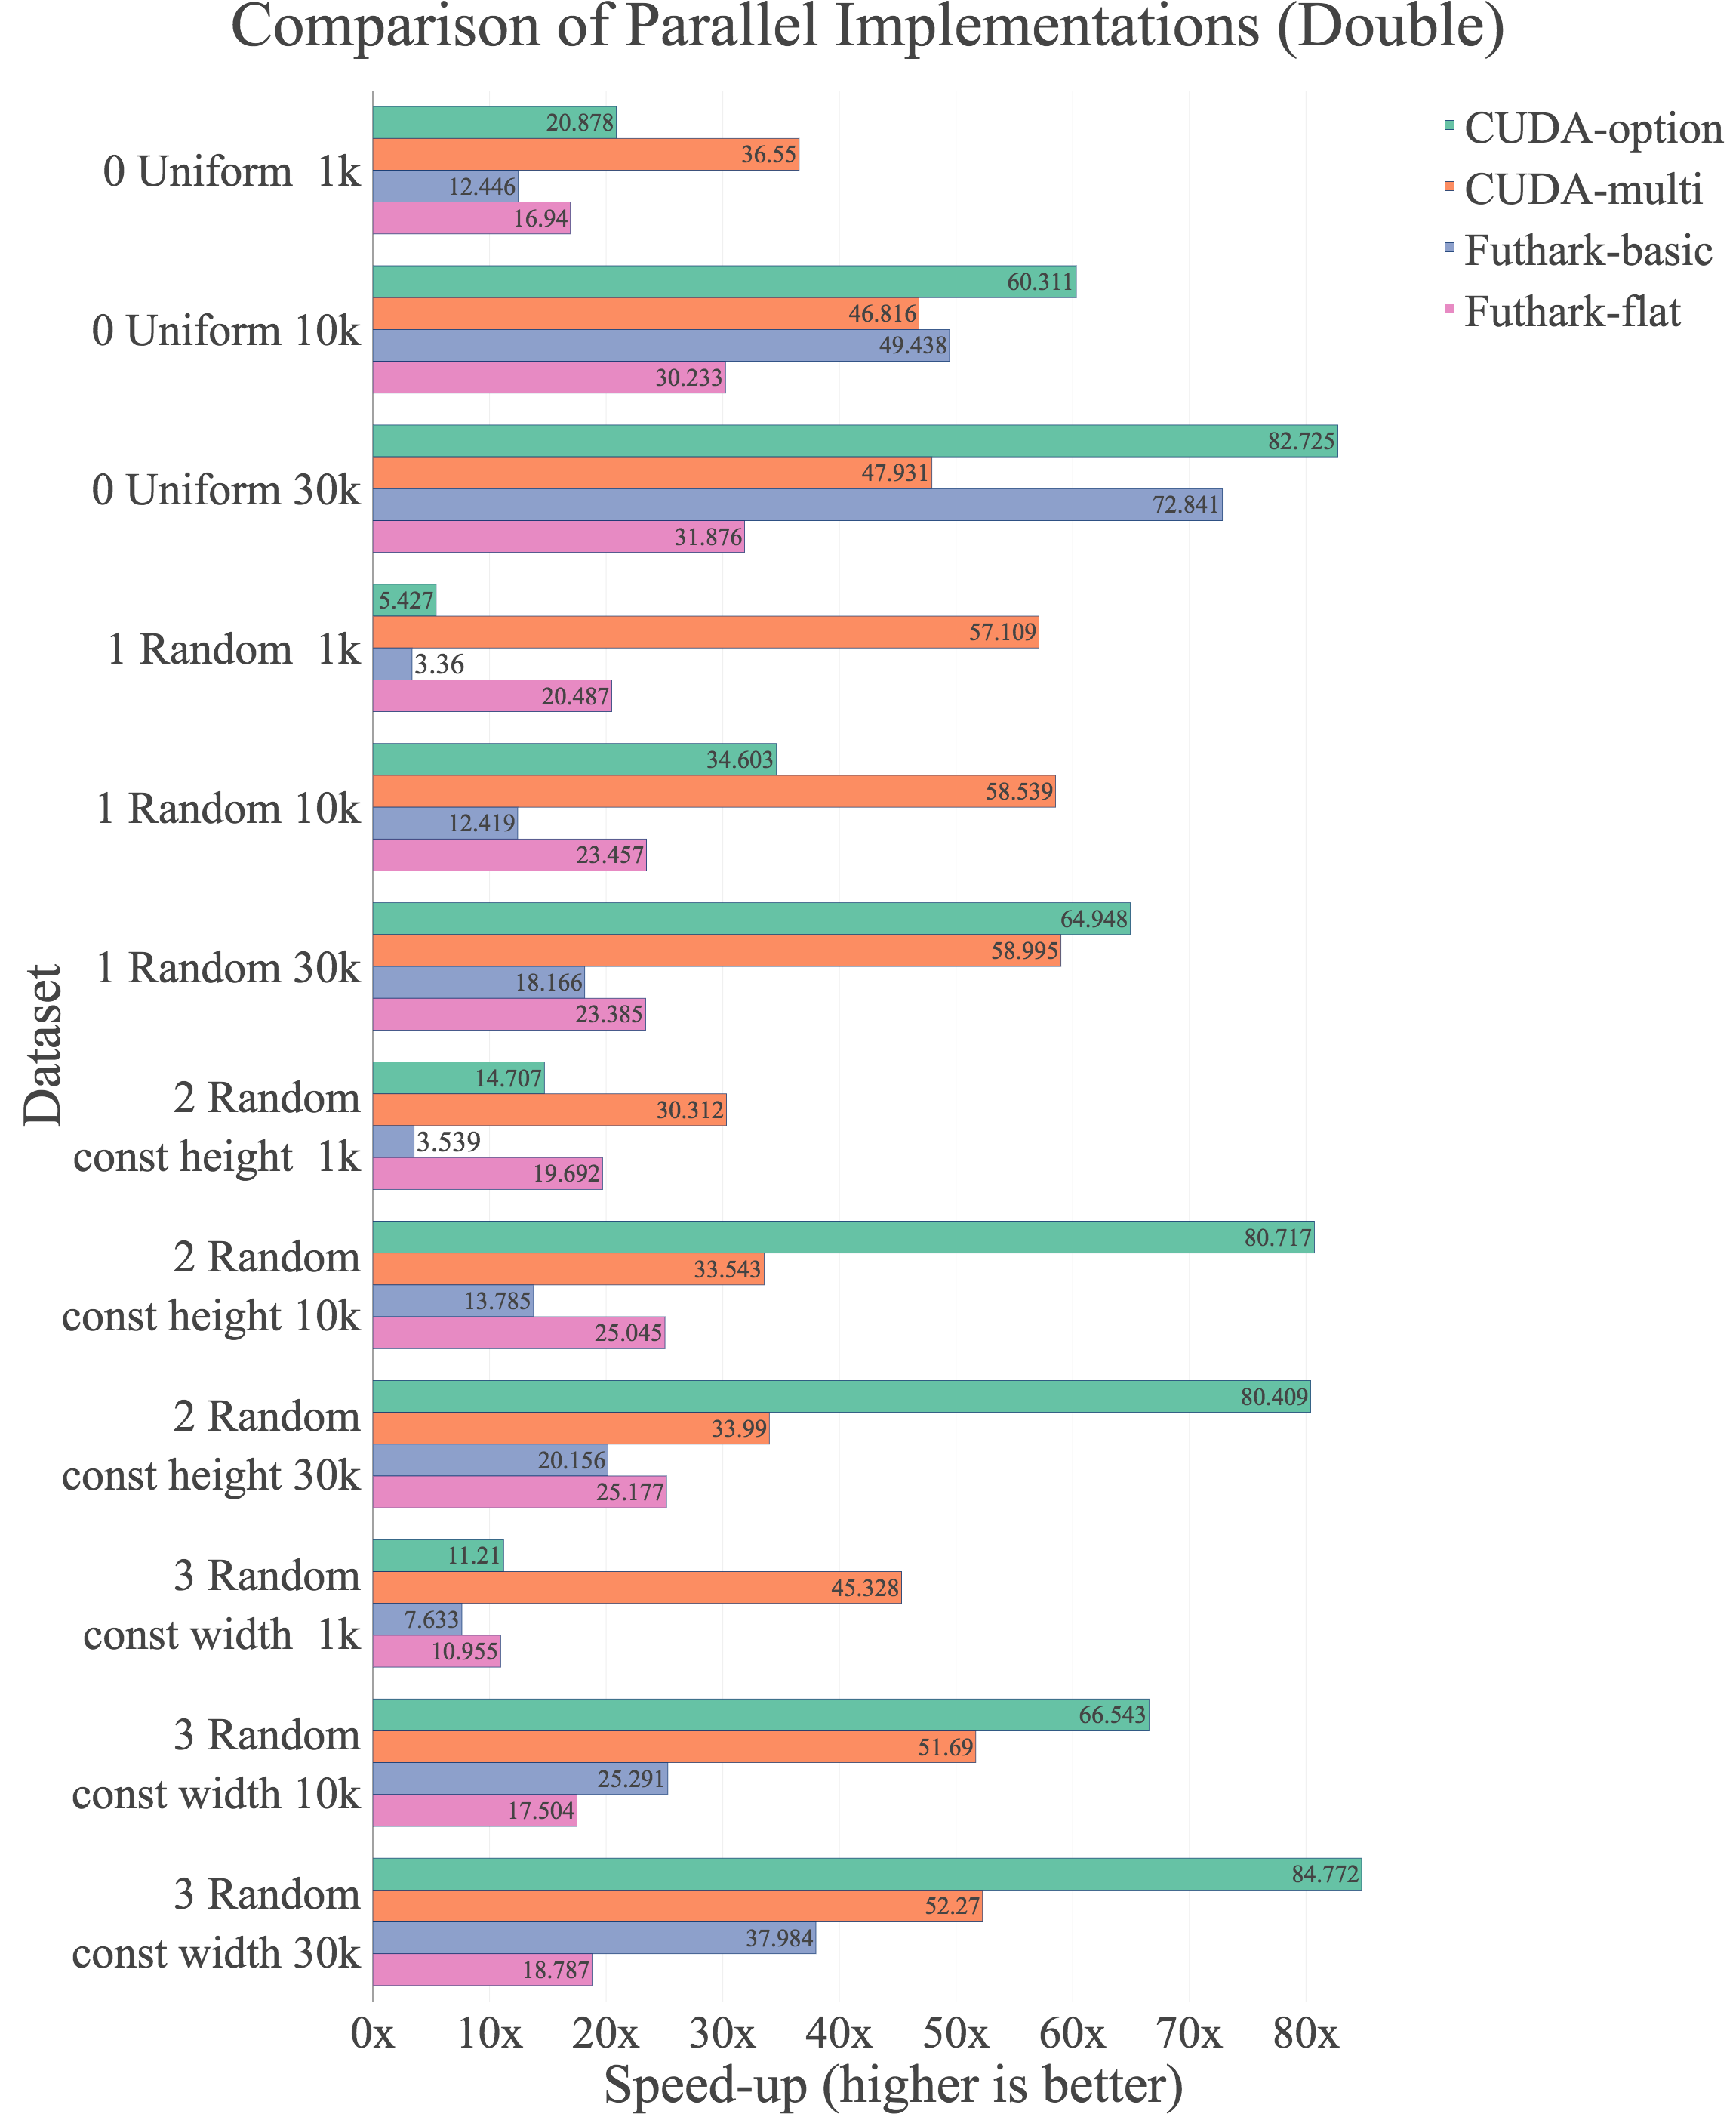 Comparison of Parallel Implementations (Double)
CUDA-option
CUDA-multi
Futhark-basic
Futhark-flat
Dataset
0 Uniform  1k
20.878
36.55
12.446
16.94
0 Uniform 10k
60.311
46.816
49.438
30.233
0 Uniform 30k
82.725
47.931
72.841
31.876
1 Random  1k
5.427
57.109
3.36
20.487
1 Random 10k
34.603
58.539
12.419
23.457
1 Random 30k
64.948
58.995
18.166
23.385
2 Random
const height  1k
14.707
30.312
3.539
19.692
2 Random
const height 10k
80.717
33.543
13.785
25.045
2 Random
const height 30k
80.409
33.99
20.156
25.177
3 Random
const width  1k
11.21
45.328
7.633
10.955
3 Random
const width 10k
66.543
51.69
25.291
17.504
3 Random
const width 30k
84.772
52.27
37.984
18.787
0x 10x 20x 30x 40x 50x 60x 70x 80x
Speed-up (higher is better)